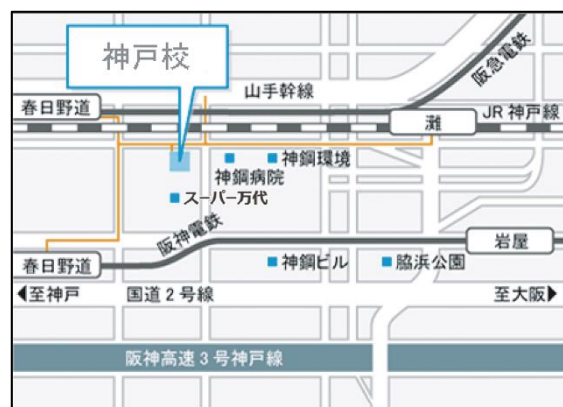 神戸校
阪急電鉄
山手幹線
春日野道
灘
JR神戸線
神鋼環境
神鋼病院
スーパー万代
阪神電鉄
岩屋
春日野道
神鋼ビル
脇浜公園
◀至神戸
国道2号線
至大阪▶
阪神高速3号神戸線